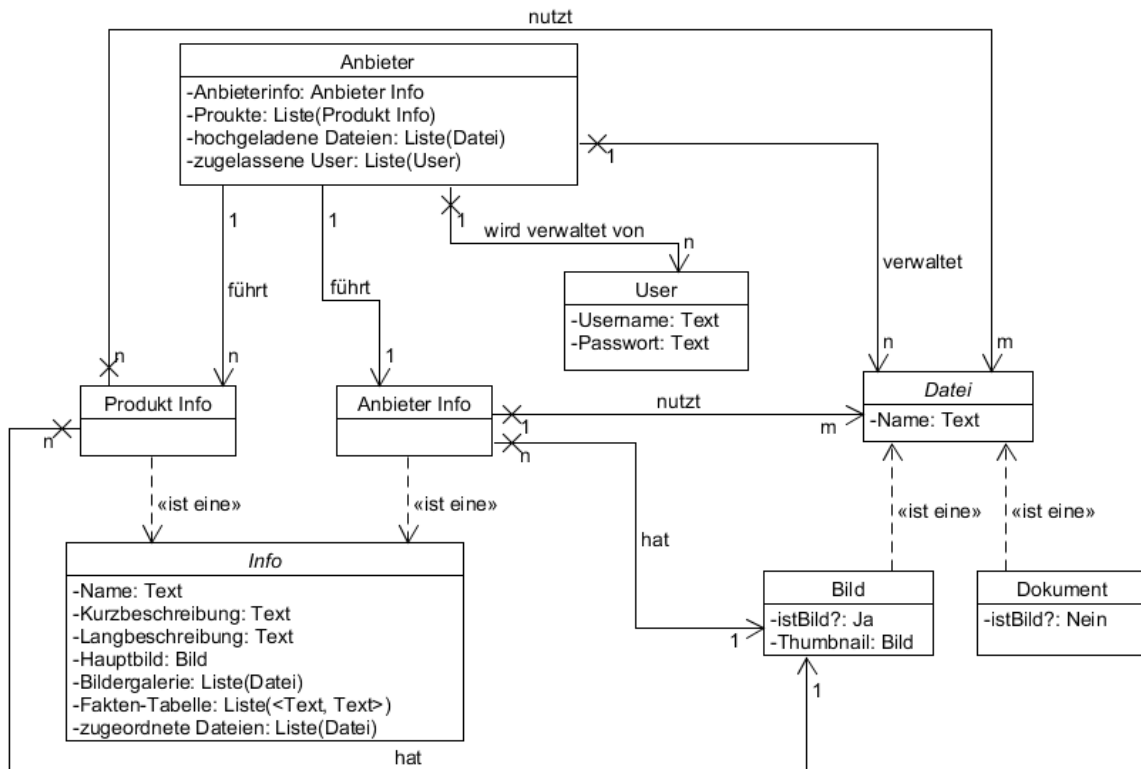 nutzt
Anbieter
-Anbieterinfo: Anbieter Info
-Proukte: Liste(Produkt Info)
-hochgeladene Dateien: Liste(Datei)
-zugelassene User: Liste(User)
1
1
1
1
wird verwaltet von
n
verwaltet
führt
führt
User
-Username: Text
-Passwort: Text
n
n
1
n
m
Produkt Info
n
Anbieter Info
1
n
nutzt
m
Datei
-Name: Text
«ist eine»
«ist eine»
«ist eine»
«ist eine»
hat
Info
-Name: Text
-Kurzbeschreibung: Text
-Langbeschreibung: Text
-Hauptbild: Bild
-Bildergalerie: Liste(Datei)
-Fakten-Tabelle: Liste(<Text, Text>)
-zugeordnete Dateien: Liste(Datei)
1
Bild
-istBild?: Ja
-Thumbnail: Bild
Dokument
-istBild?: Nein
1
hat